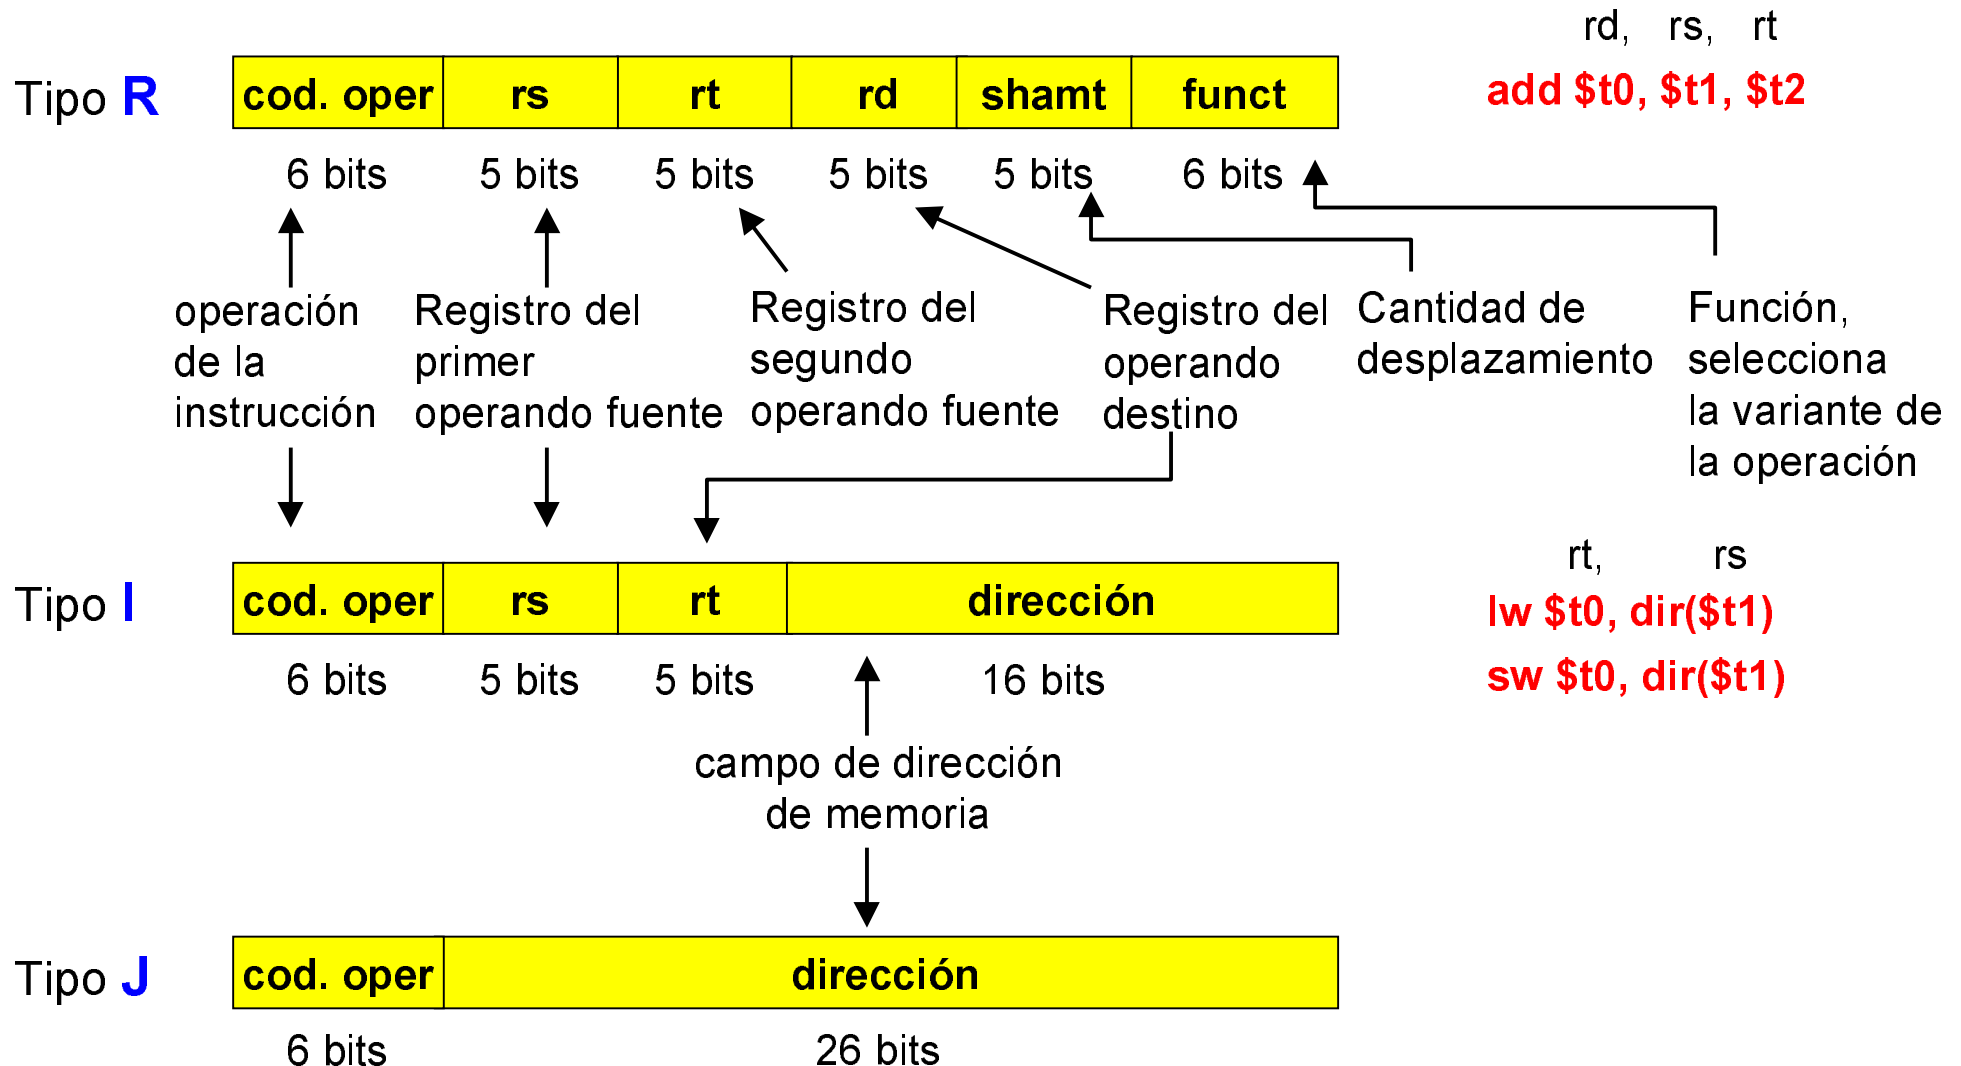 rd, rs, rt
Tipo R cod. oper rs rt rd shamt funct add $t0, $t1, $t2
6 bits 5 bits 5 bits 5 bits 5 bits 6 bits
operación
de la
instrucción
Registro del
primer
operando fuente
Registro del
segundo
operando fuente
Registro del
operando
destino
Cantidad de
desplazamiento
Función,
selecciona
la variante de
la operación
rt, rs
Tipo I cod. oper rs rt dirección lw $t0, dir($t1)
6 bits 5 bits 5 bits 16 bits sw $t0, dir($t1)
campo de dirección
de memoria
Tipo J cod. oper dirección
6 bits 26 bits